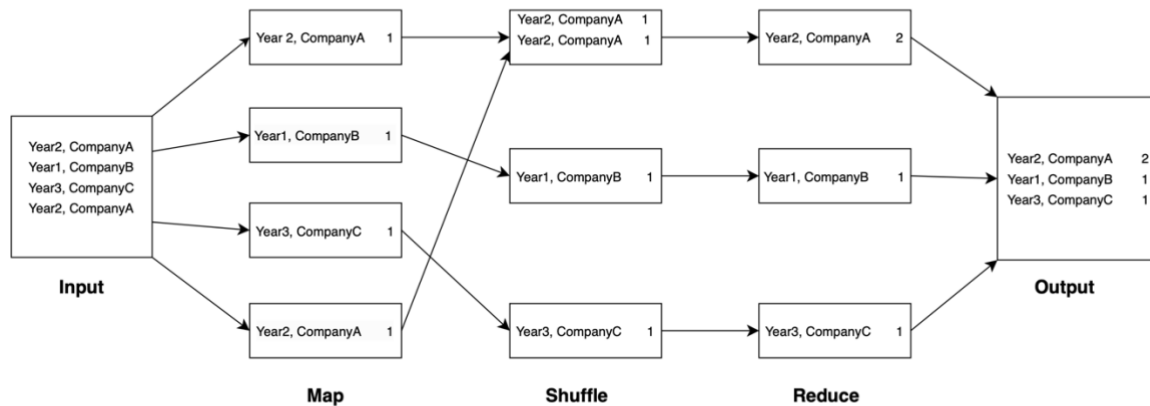 Year2, CompanyA
Year1, CompanyB
Year3, CompanyC
Year2, CompanyA
Input
Year 2, CompanyA 1
Year1, CompanyB 1
Year3, CompanyC 1
Year2, CompanyA 1
Map
Year2, CompanyA 1
Year2, CompanyA 1
Year1, CompanyB 1
Year3, CompanyC 1
Shuffle
Year2, CompanyA 2
Year1, CompanyB 1
Year3, CompanyC 1
Reduce
Year2, CompanyA 2
Year1, CompanyB 1
Year3, CompanyC 1
Output